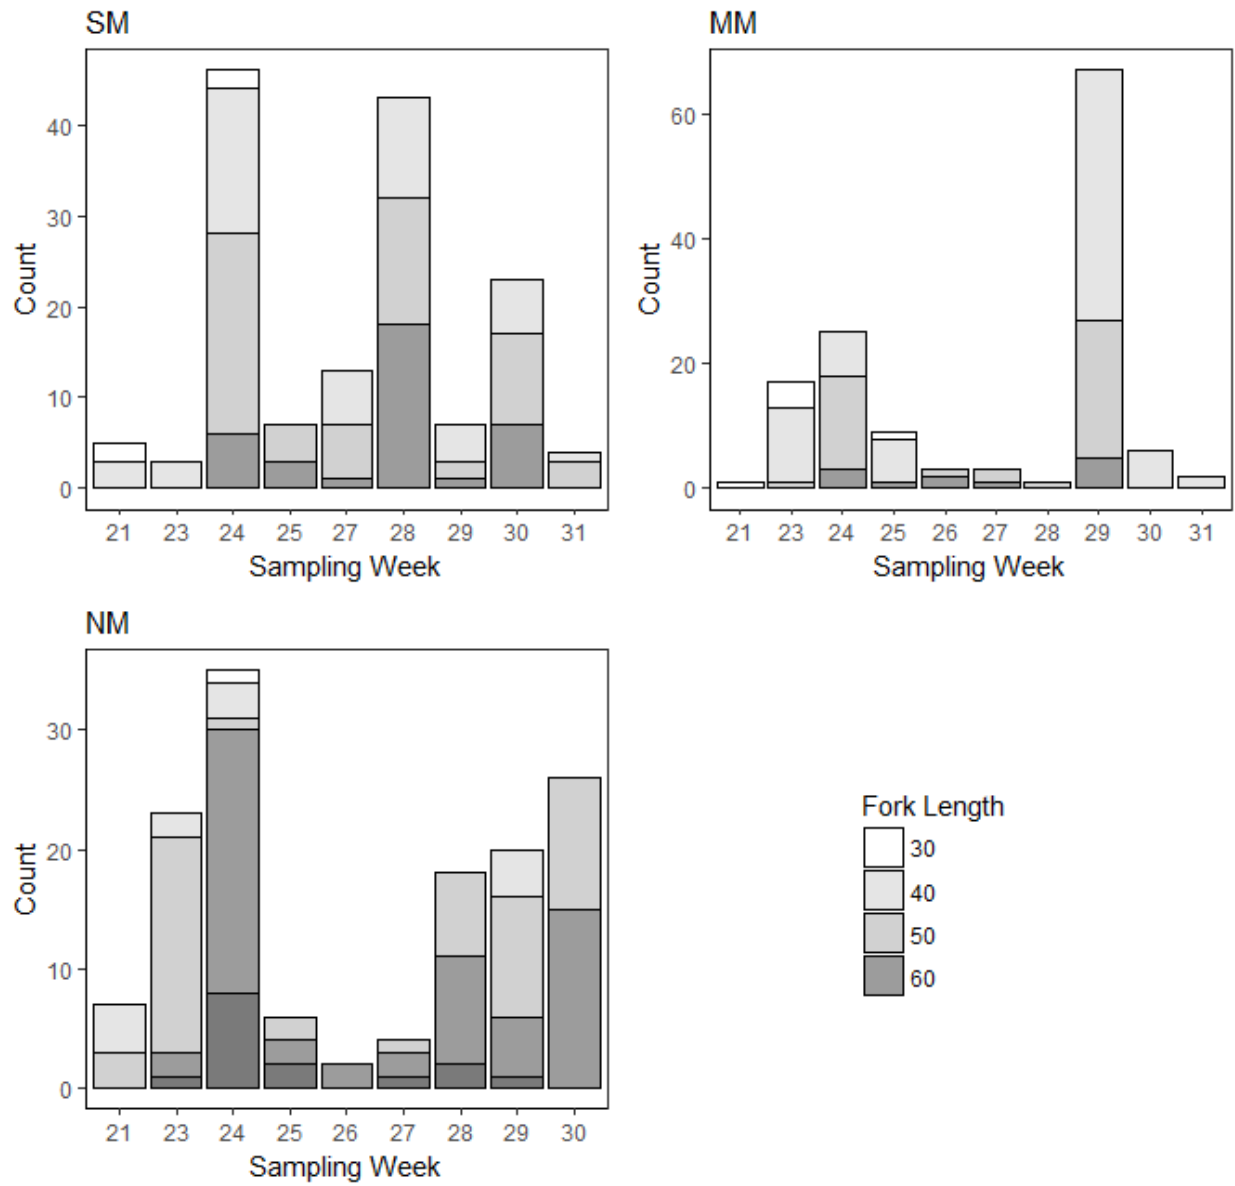 SM
Count
40
30
20
10
0
21 23 24 25 27 28 29 30 31
Sampling Week
MM
Count
60
40
20
0
21 23 24 25 26 27 28 29 30 31
Sampling Week
NM
Count
30
20
10
0
21 23 24 25 26 27 28 29 30
Sampling Week
Fork Length
30
40
50
60